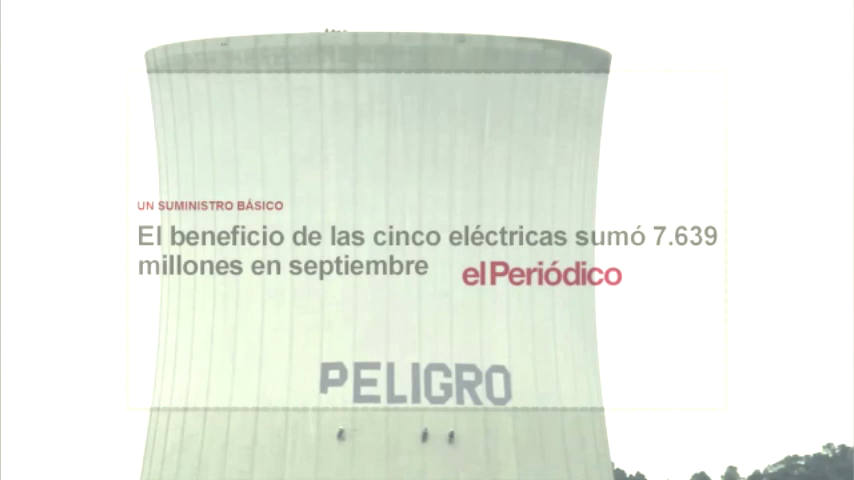 UN SUMINISTRO BÁSICO
El beneficio de las cinco eléctricas sumó 7.639
millones en septiembre
elPeriódico
PELIGRO